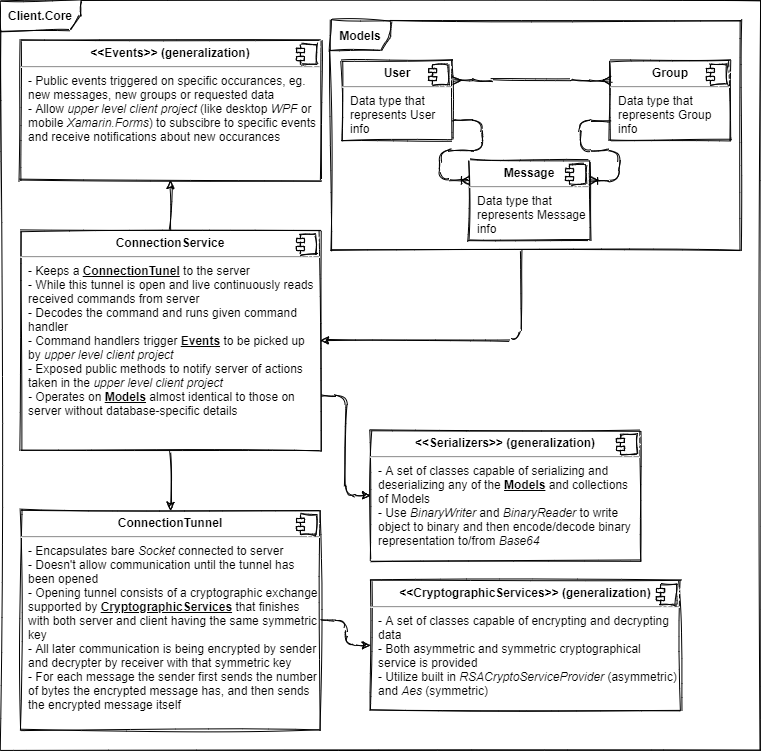 Client.Core
<<Events>> (generalization)
- Public events triggered on specific occurances, eg.
new messages, new groups or requested data
- Allow upper level client project (like desktop WPF or
mobile Xamarin.Forms) to subscibre to specific events
and receive notifications about new occurances
Models
User
Data type that
represents User
info
Group
Data type that
represents Group
info
Message
Data type that
represents Message
info
ConnectionService
- Keeps a ConnectionTunel to the server
- While this tunnel is open and live continuously reads
received commands from server
- Decodes the command and runs given command
handler
- Command handlers trigger Events to be picked up
by upper level client project
- Exposed public methods to notify server of actions
taken in the upper level client project
- Operates on Models almost identical to those on
server without database-specific details
<<Serializers>> (generalization)
- A set of classes capable of serializing and
deserializing any of the Models and collections
of Models
- Use BinaryWriter and BinaryReader to write
object to binary and then encode/decode binary
representation to/from Base64
ConnectionTunnel
- Encapsulates bare Socket connected to server
- Doesn't allow communication until the tunnel has
been opened
- Opening tunnel consists of a cryptographic exchange
supported by CryptographicServices that finishes
with both server and client having the same symmetric
key
- All later communication is being encrypted by sender
and decrypter by receiver with that symmetric key
- For each message the sender first sends the number
of bytes the encrypted message has, and then sends
the encrypted message itself
<<CryptographicServices>> (generalization)
- A set of classes capable of encrypting and decrypting
data
- Both asymmetric and symmetric cryptographical
service is provided
- Utilize built in RSACryptoServiceProvider (asymmetric)
and Aes (symmetric)